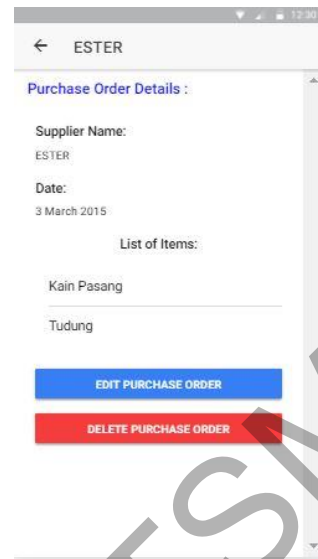 12:30
ESTER
Purchase Order Details :
Supplier Name:
ESTER
Date:
3 March 2015
List of Items:
Kain Pasang
Tudung
EDIT PURCHASE ORDER
DELETE PURCHASE ORDER